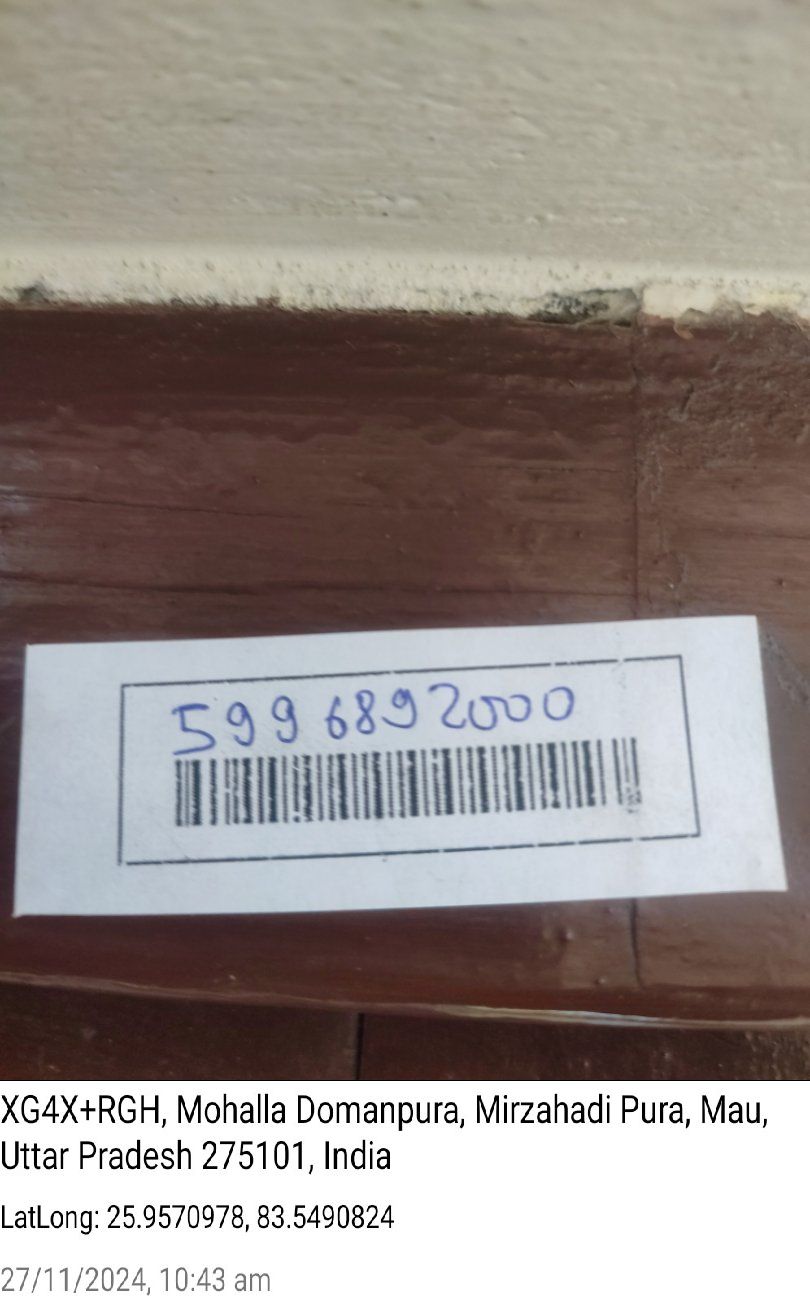 5996892000
XG4X+RGH, Mohalla Domanpura, Mirzahadi Pura, Mau,
Uttar Pradesh 275101, India
LatLong: 25.9570978, 83.5490824
27/11/2024, 10:43 am